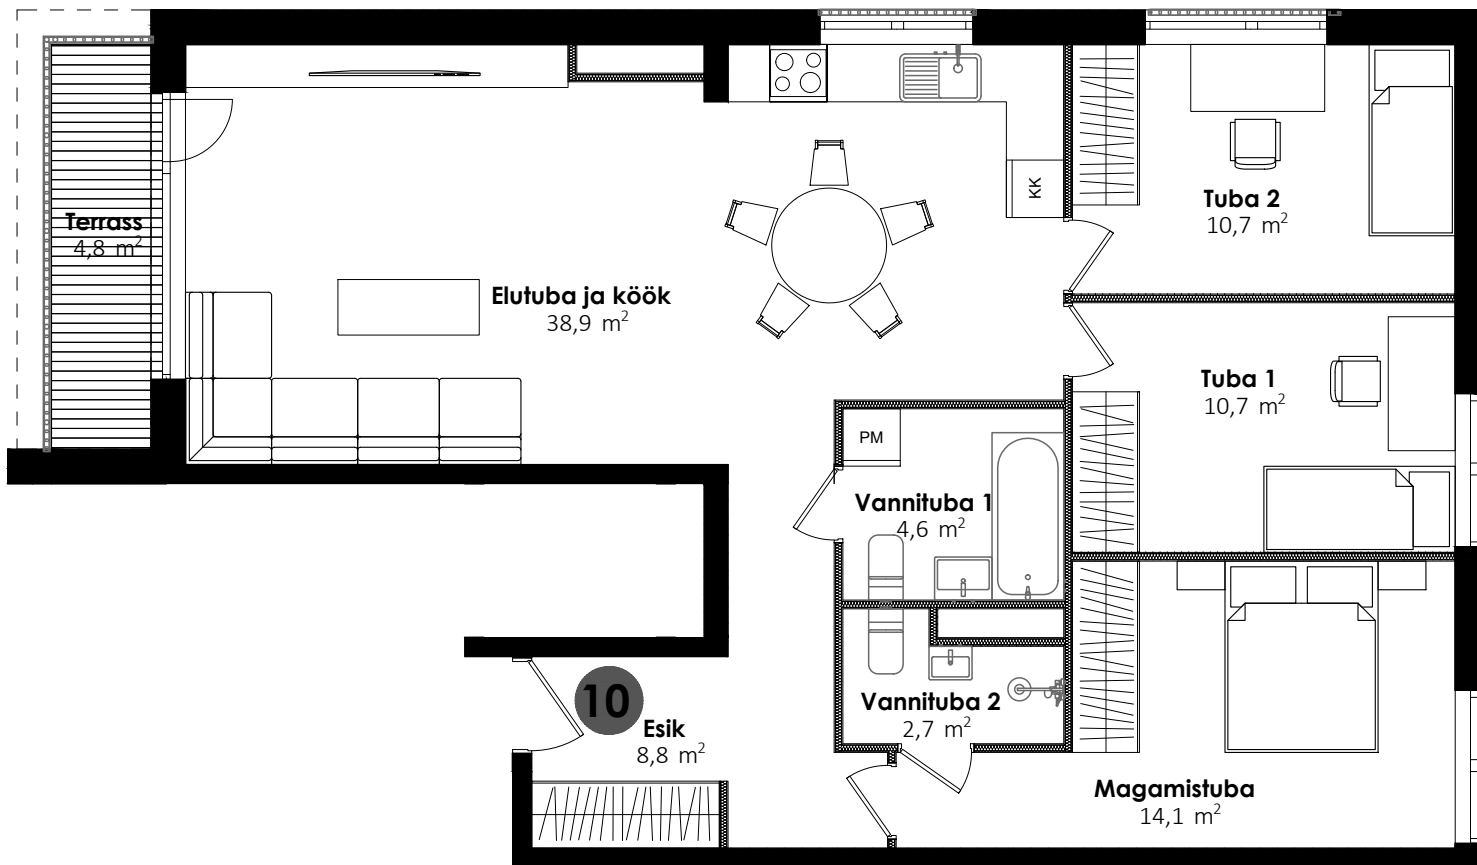 Terrass
4,8 m²
Elutuba ja köök
38,9 m²
KK
Tuba 2
10,7 m²
Tuba 1
10,7 m²
PM
Vannituba 1
4,6 m²
Vannituba 2
2,7 m²
10
Esik
8,8 m²
Magamistuba
14,1 m²